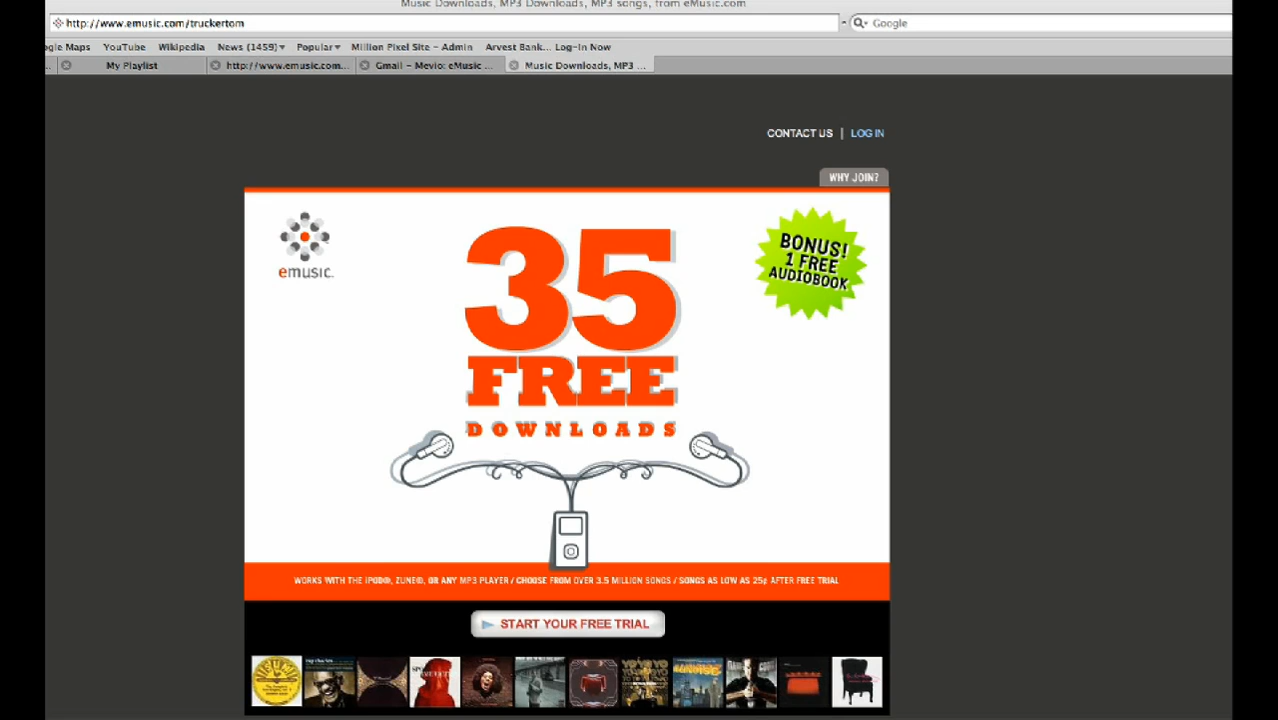 Music Downloads, MP3 Downloads, MP3 songs, from eMusic.com
http://www.emusic.com/truckertom
Google
gle Maps YouTube Wikipedia News (1459) Popular Million Pixel Site – Admin Arvest Bank... Log-In Now
... My Playlist http://www.emusic.com... Gmail – Mevio: eMusic ... Music Downloads, MP3 ...
CONTACT US | LOG IN
WHY JOIN?
emusic.
35
FREE
DOWNLOADS
BONUS!
1 FREE
AUDIOBOOK
WORKS WITH THE IPOD®, ZUNE®, OR ANY MP3 PLAYER / CHOOSE FROM OVER 3.5 MILLION SONGS / SONGS AS LOW AS 25¢ AFTER FREE TRIAL
START YOUR FREE TRIAL
SUN